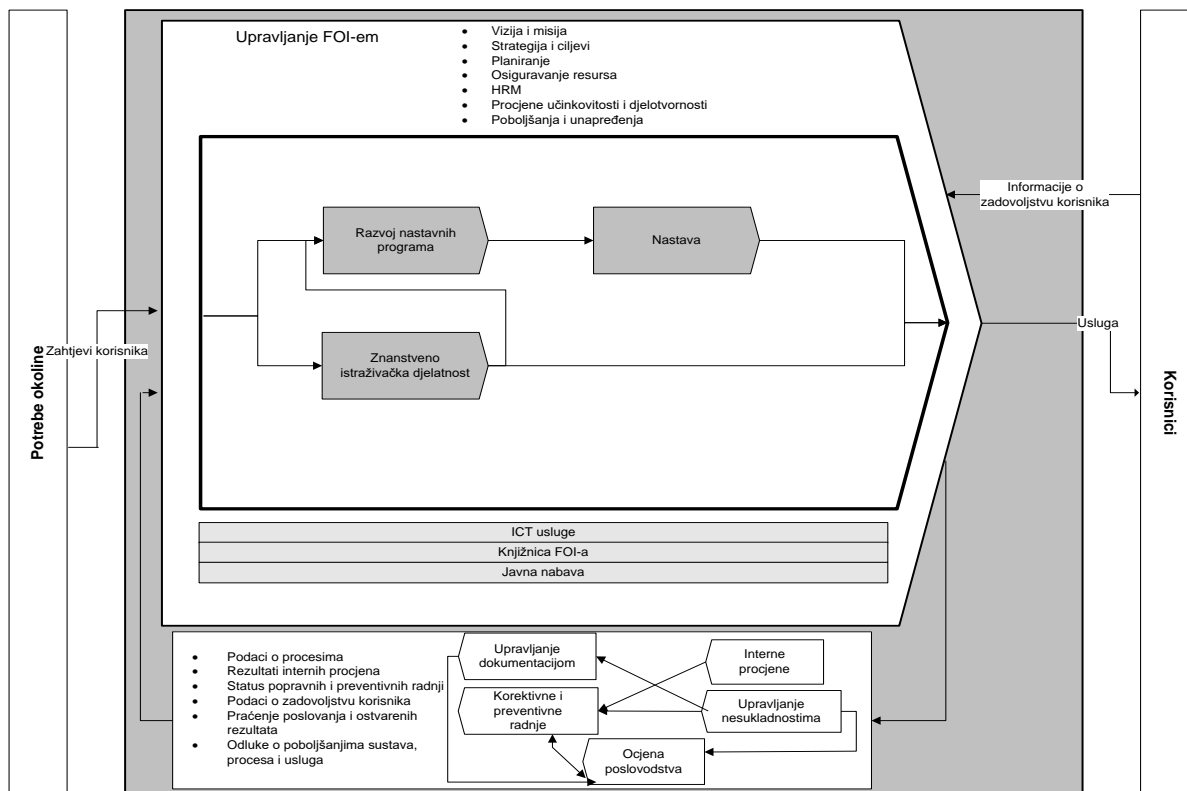 Upravljanje FOI-em
• Vizija i misija
• Strategija i ciljevi
• Planiranje
• Osiguravanje resursa
• HRM
• Procjene učinkovitosti i djelotvornosti
• Poboljšanja i unapređenja
Informacije o
zadovoljstvu korisnika
Razvoj nastavnih
programa
Nastava
Potrebe okoline
Zahtjevi korisnika
Znanstveno
istraživačka djelatnost
Usluga
Korisnici
ICT usluge
Knjižnica FOI-a
Javna nabava
• Podaci o procesima
• Rezultati internih procjena
• Status popravnih i preventivnih radnji
• Podaci o zadovoljstvu korisnika
• Praćenje poslovanja i ostvarenih
rezultata
• Odluke o poboljšanjima sustava,
procesa i usluga
Upravljanje
dokumentacijom
Interne
procjene
Korektivne i
preventivne
radnje
Upravljanje
nesukladnostima
Ocjena
poslovodstva